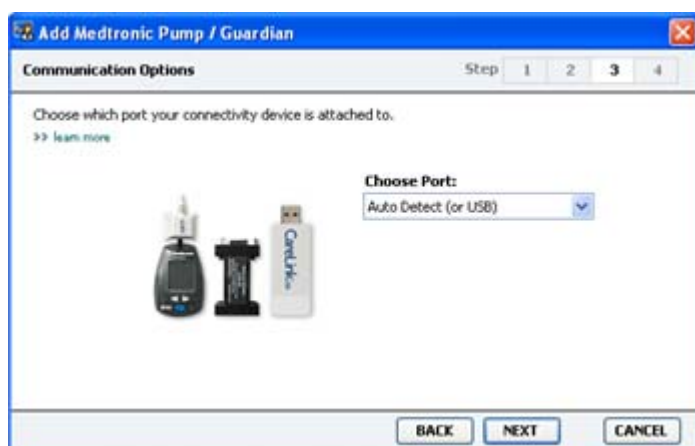 Add Medtronic Pump / Guardian
Communication Options
Step 1 2 3 4
Choose which port your connectivity device is attached to.
>> learn more
Choose Port:
Auto Detect (or USB)
CareLink
BACK NEXT CANCEL